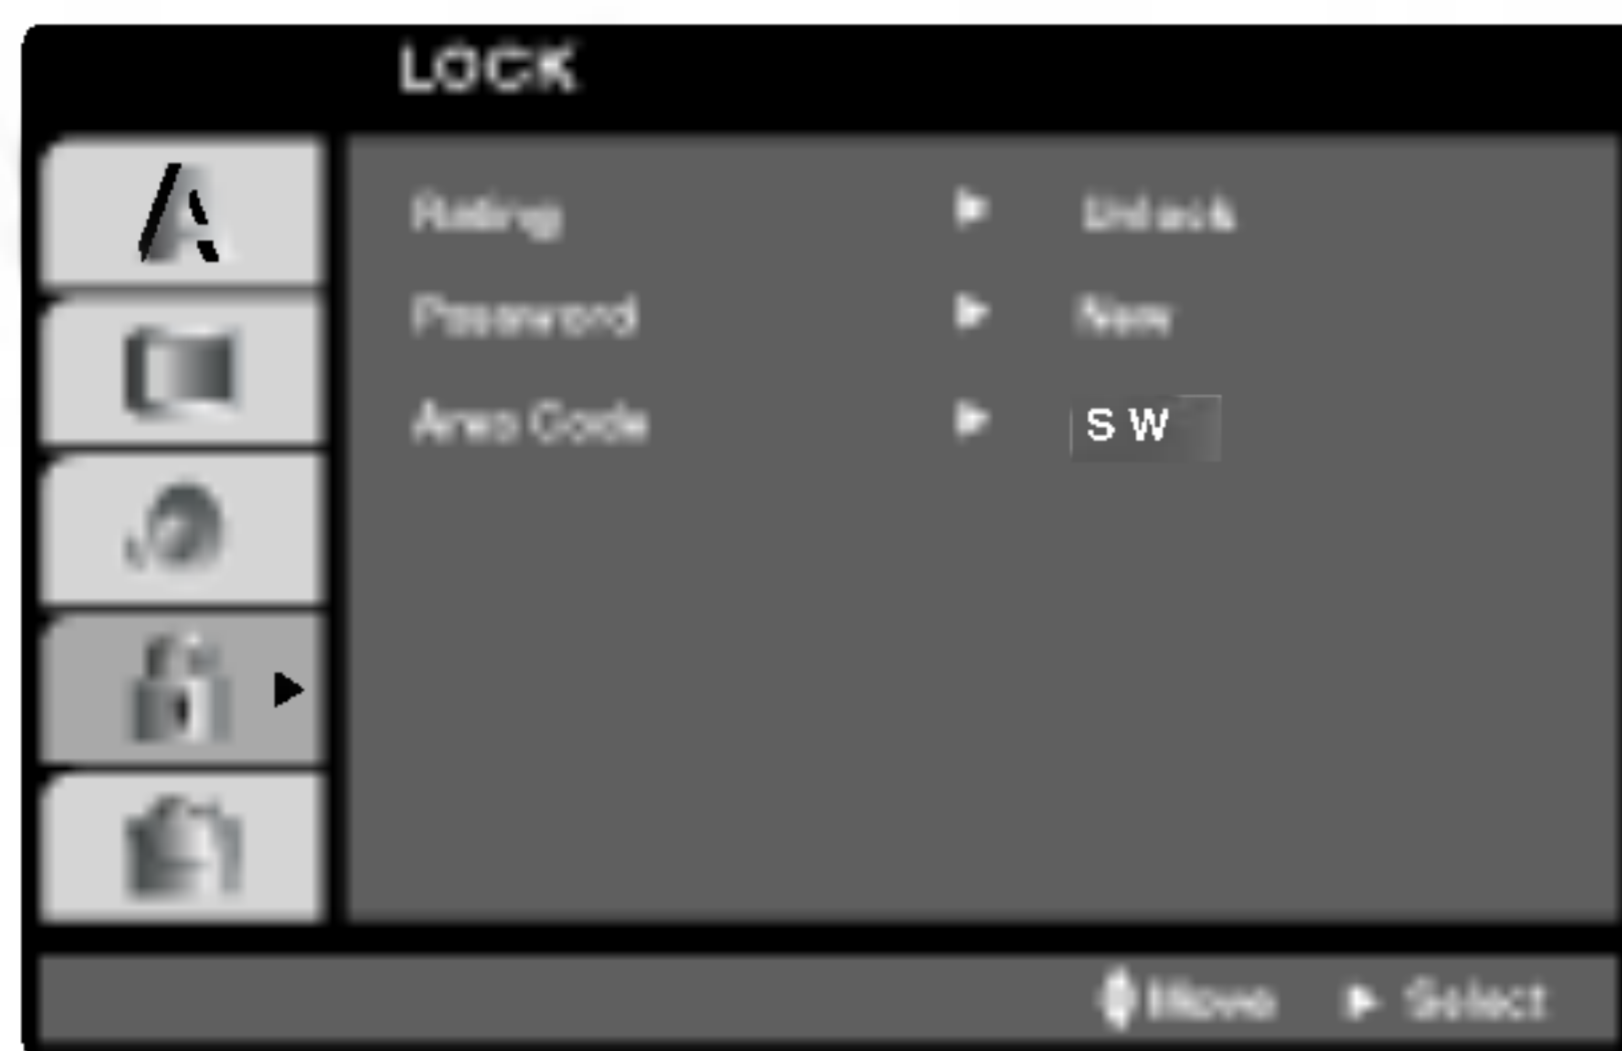 LOCK
Rating ▶ Unlock
Password ▶ New
Area Code ▶ S W
Move ▶ Select